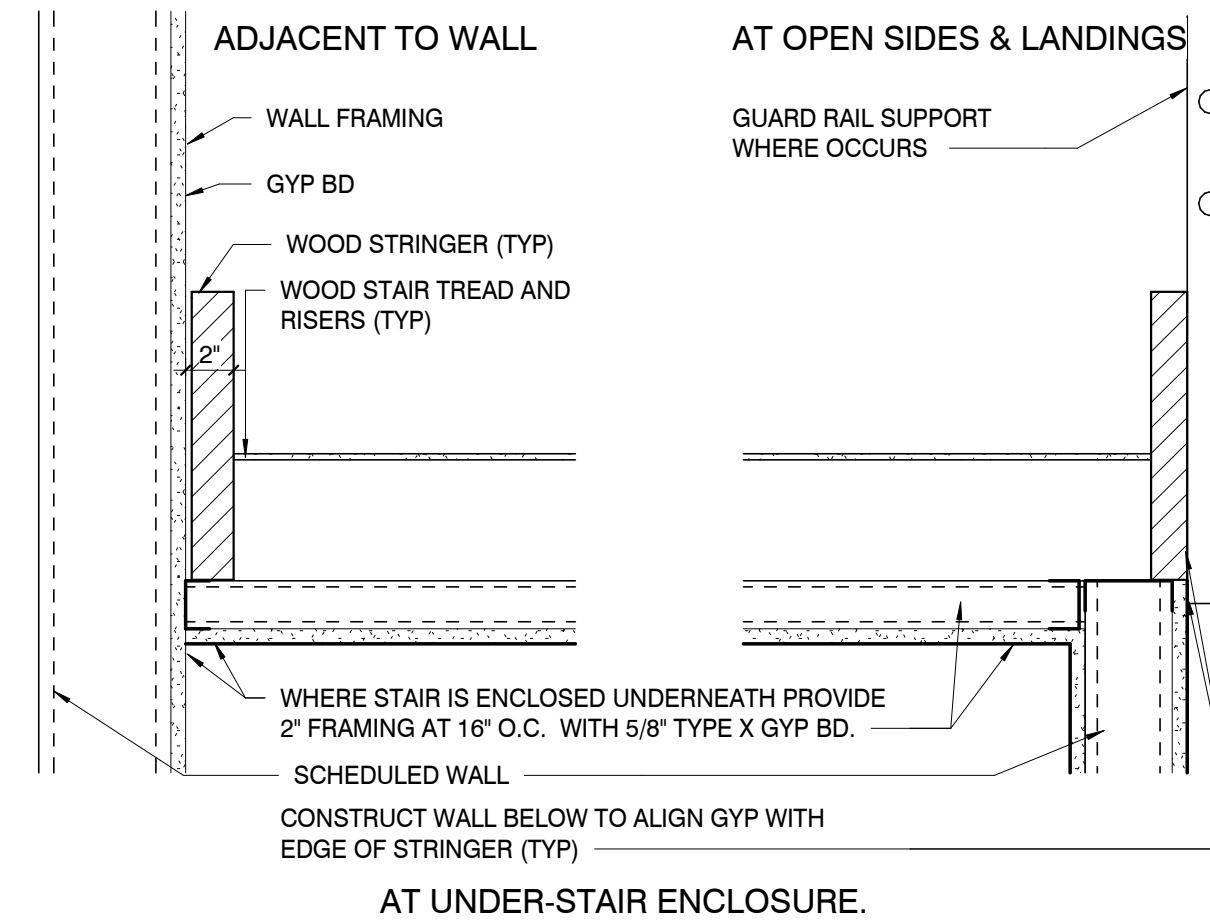 ADJACENT TO WALL
AT OPEN SIDES & LANDINGS
WALL FRAMING
GYP BD
WOOD STRINGER (TYP)
WOOD STAIR TREAD AND
RISERS (TYP)
2"
GUARD RAIL SUPPORT
WHERE OCCURS
WHERE STAIR IS ENCLOSED UNDERNEATH PROVIDE
2" FRAMING AT 16" O.C. WITH 5/8" TYPE X GYP BD.
SCHEDULED WALL
CONSTRUCT WALL BELOW TO ALIGN GYP WITH
EDGE OF STRINGER (TYP)
AT UNDER-STAIR ENCLOSURE.